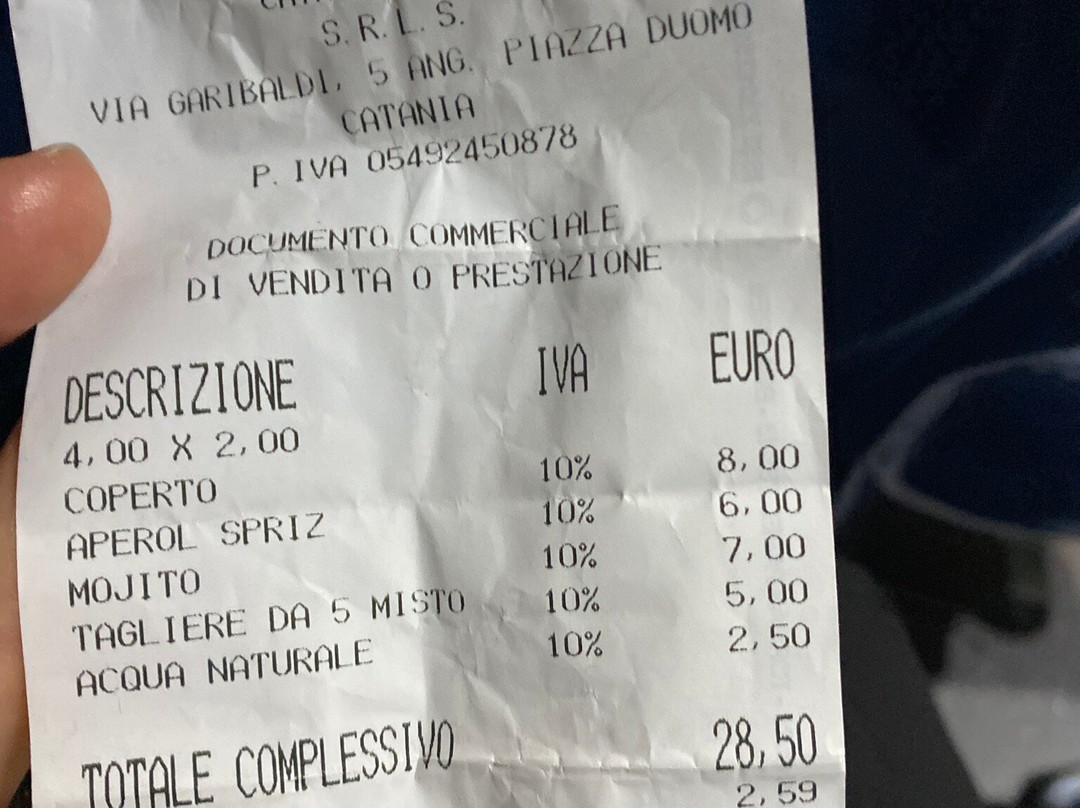 S.R.L.S.
VIA GARIBALDI, 5 ANG. PIAZZA DUOMO
CATANIA
P. IVA 05492450878
DOCUMENTO COMMERCIALE
DI VENDITA O PRESTAZIONE
DESCRIZIONE IVA EURO
4,00 X 2,00
COPERTO 10% 8,00
APEROL SPRIZ 10% 6,00
MOJITO 10% 7,00
TAGLIERE DA 5 MISTO 10% 5,00
ACQUA NATURALE 10% 2,50
TOTALE COMPLESSIVO 28,50
2,59